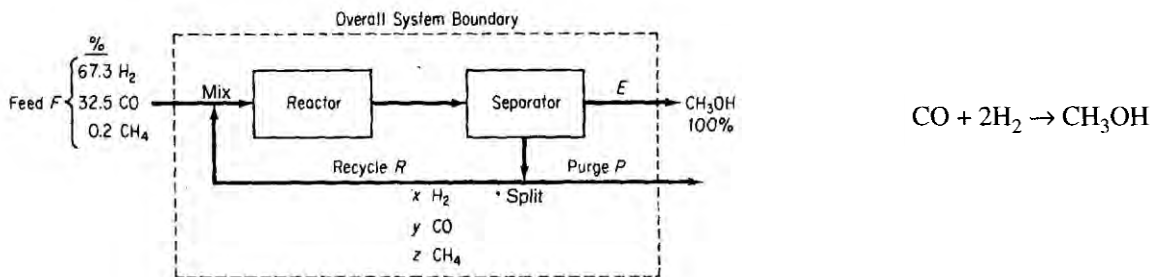 Overall System Boundary
%
67.3 H₂
Feed F
32.5 CO
0.2 CH₄
Mix
Reactor
Separator
E
CH₃OH
100%
CO + 2H₂ → CH₃OH
Recycle R
Purge P
x H₂
Split
y CO
z CH₄